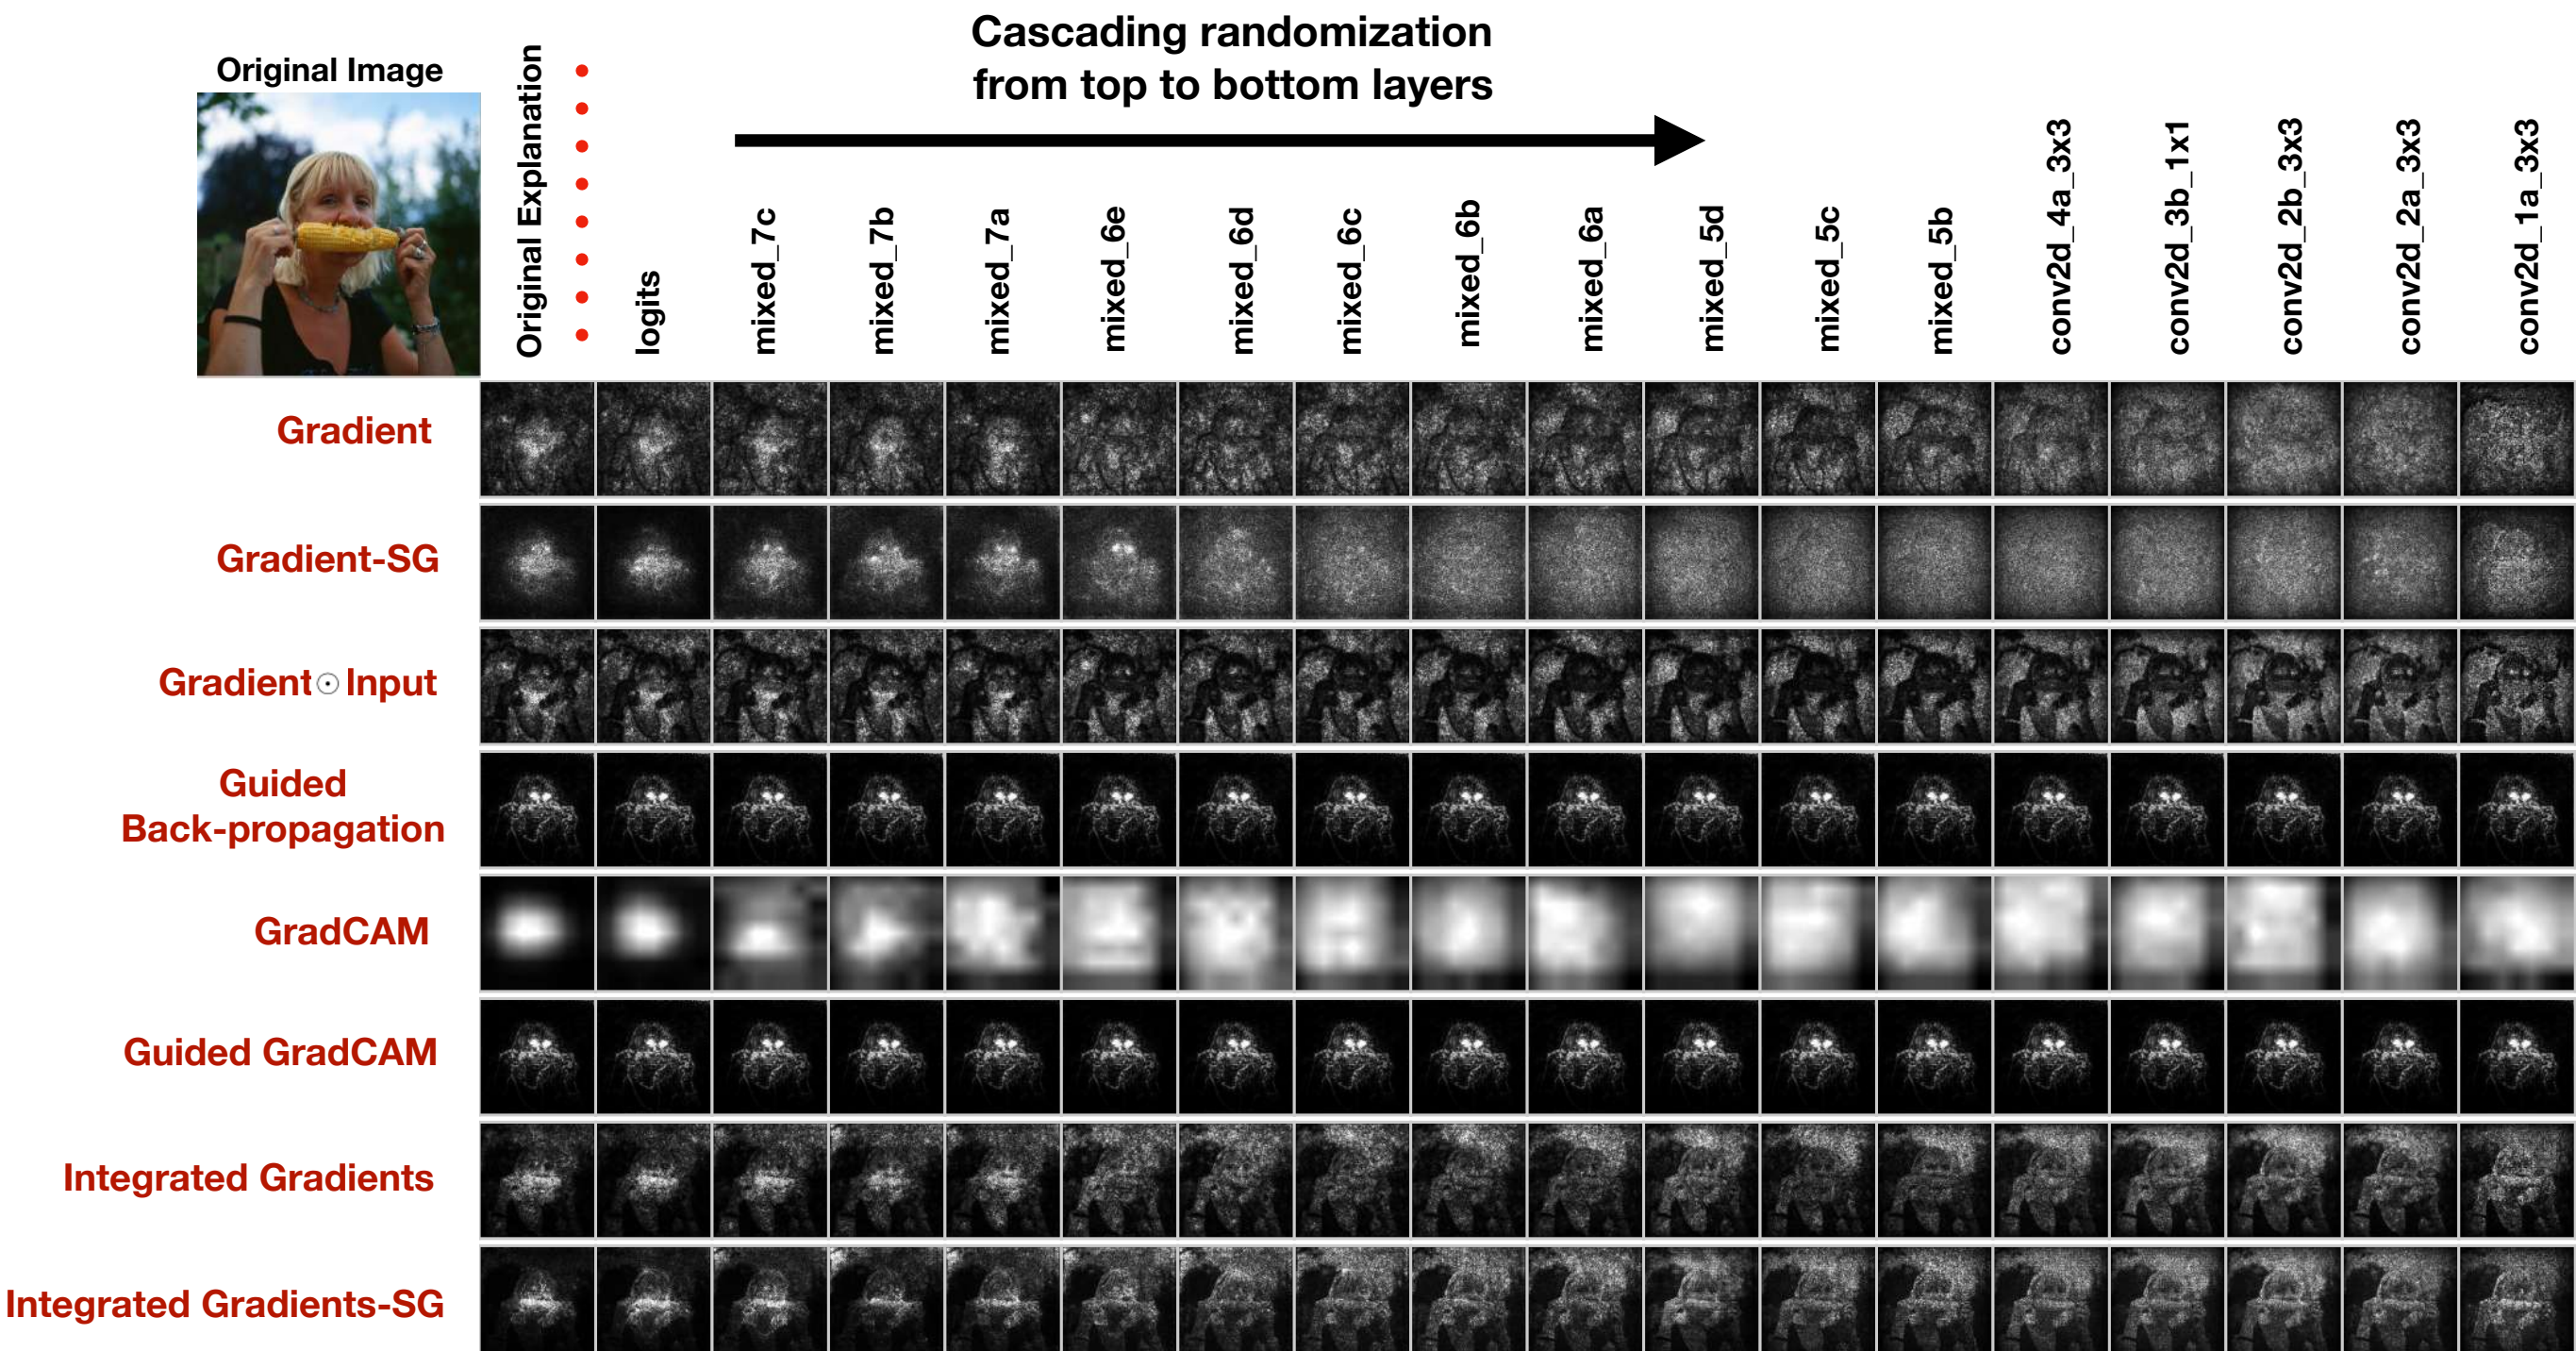 Cascading randomization
from top to bottom layers
Original Image
Original Explanation
logits
mixed_7c
mixed_7b
mixed_7a
mixed_6e
mixed_6d
mixed_6c
mixed_6b
mixed_6a
mixed_5d
mixed_5c
mixed_5b
conv2d_4a_3x3
conv2d_3b_1x1
conv2d_2b_3x3
conv2d_2a_3x3
conv2d_1a_3x3
Gradient
Gradient-SG
Gradient⊙Input
Guided
Back-propagation
GradCAM
Guided GradCAM
Integrated Gradients
Integrated Gradients-SG